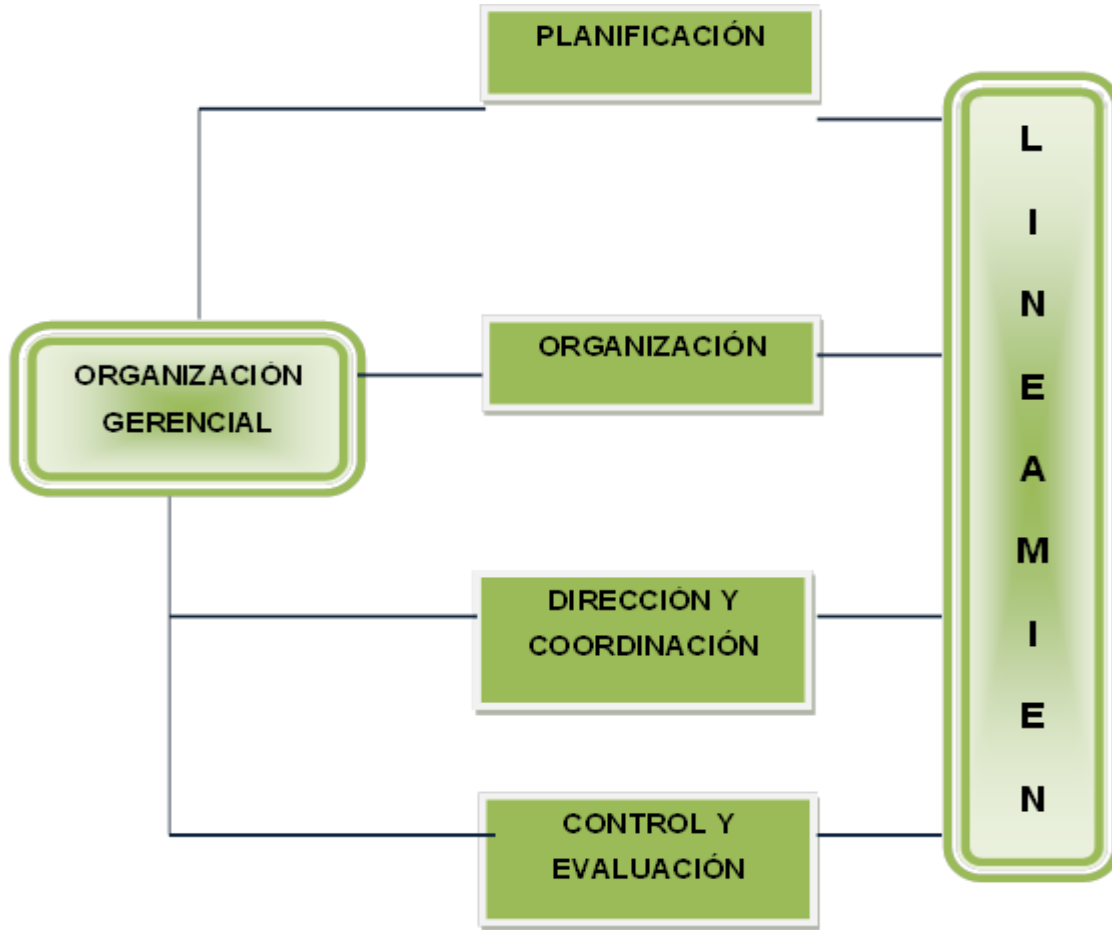 PLANIFICACIÓN
ORGANIZACIÓN
GERENCIAL
ORGANIZACIÓN
DIRECCIÓN Y
COORDINACIÓN
CONTROL Y
EVALUACIÓN
L
I
N
E
A
M
I
E
N